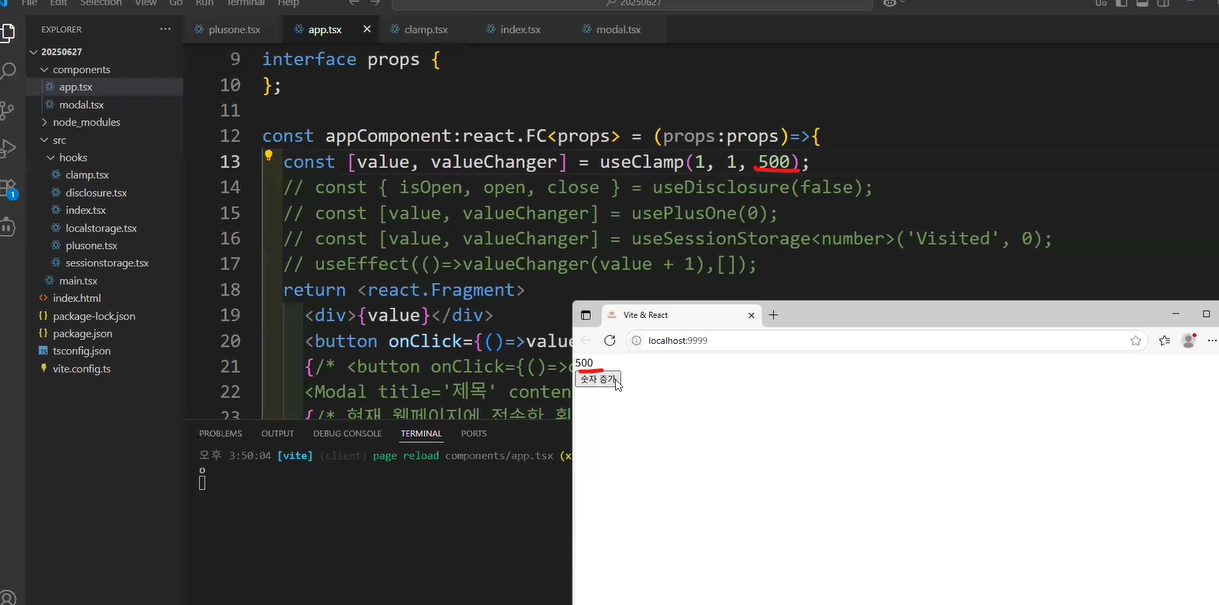 File Edit Selection View Go Run Terminal Help
20250627
EXPLORER
plusone.tsx
app.tsx
clamp.tsx
index.tsx
modal.tsx
20250627
components
app.tsx
modal.tsx
node_modules
src
hooks
clamp.tsx
disclosure.tsx
index.tsx
localstorage.tsx
plusone.tsx
sessionstorage.tsx
main.tsx
index.html
package-lock.json
package.json
tsconfig.json
vite.config.ts
1
9 interface props {
10 };
11
12 const appComponent:react.FC<props> = (props:props)=>{
13 const [value, valueChanger] = useClamp(1, 1, 500);
14 // const { isOpen, open, close } = useDisclosure(false);
15 // const [value, valueChanger] = usePlusOne(0);
16 // const [value, valueChanger] = useSessionStorage<number>('Visited', 0);
17 // useEffect(()=>valueChanger(value + 1),[]);
18 return <react.Fragment>
19 <div>{value}</div>
20 <button onClick={()=>value
21 {/* <button onClick={()=>
22 <Modal title='제목' conten
23 {/* 현재 웹페이지에 접속한
PROBLEMS OUTPUT DEBUG CONSOLE TERMINAL PORTS
오후 3:50:04 [vite] (client) page reload components/app.tsx (x
o
Vite & React
localhost:9999
500
숫자 증가